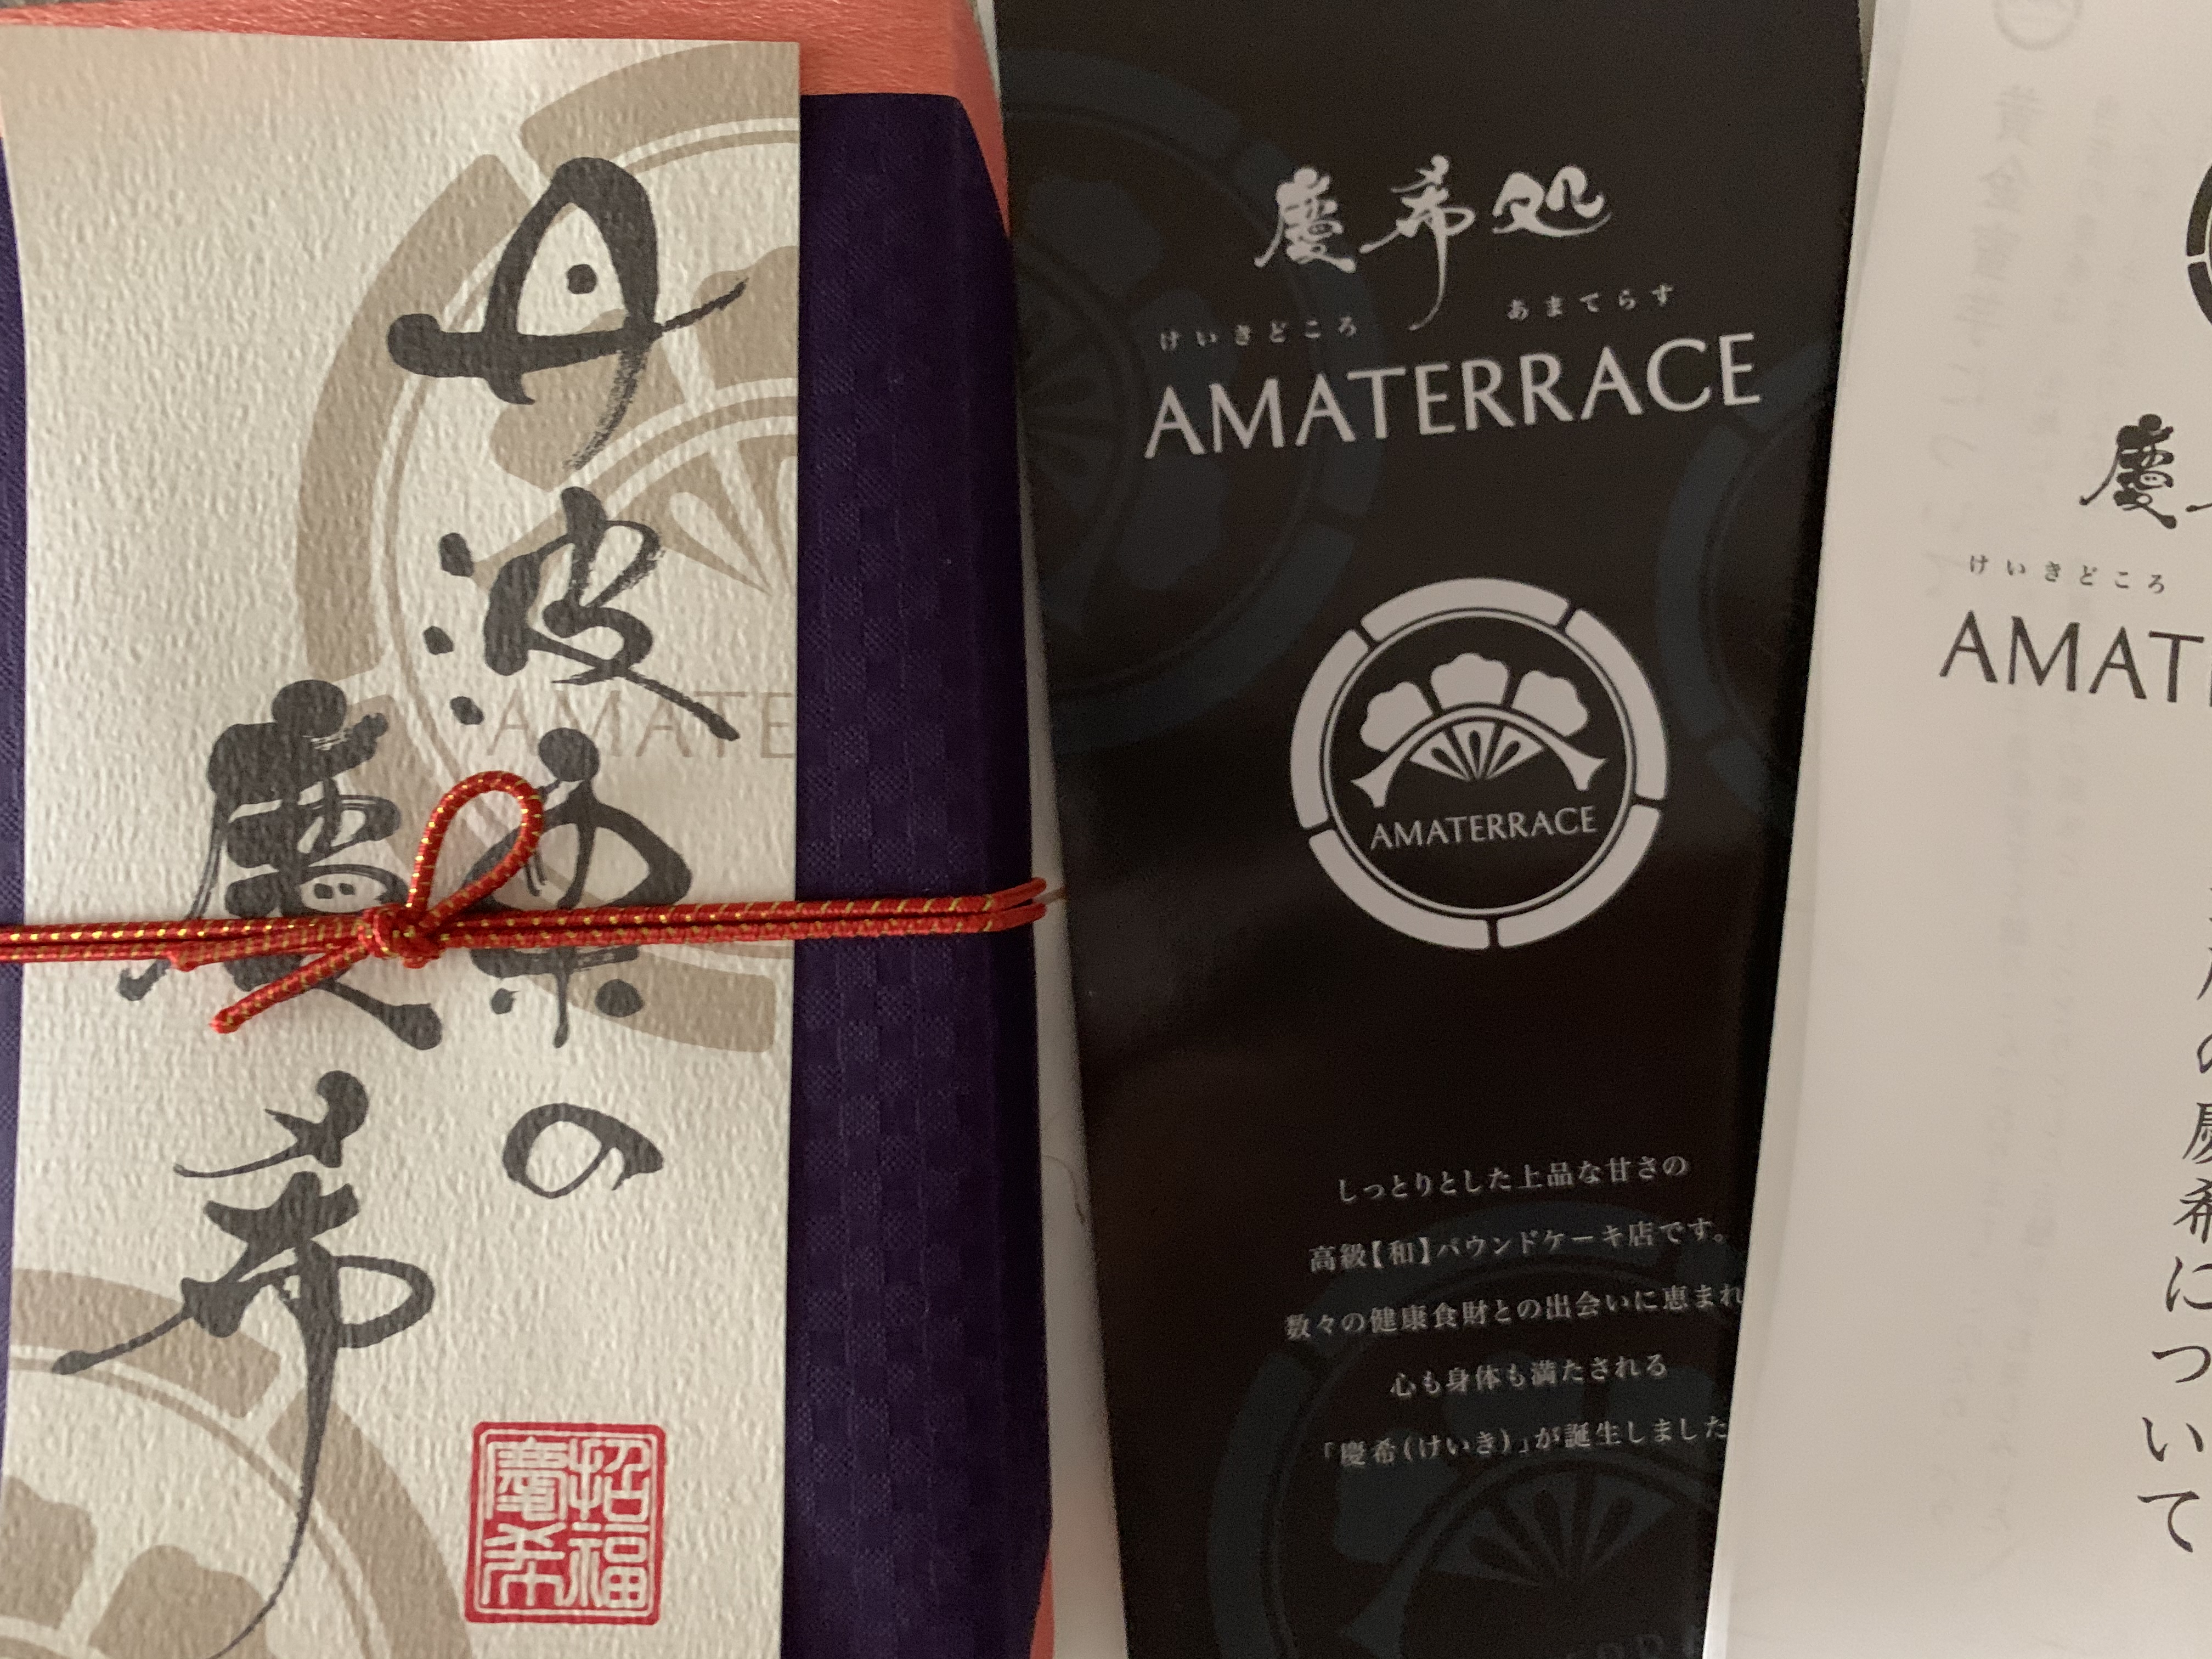 丹波栗の
慶希
AMATE
招福
慶希
慶希処
けいきどころ
あまてらす
AMATERRACE
AMATERRACE
しっとりとした上品な甘さの
高級【和】パウンドケーキ店です。
数々の健康食財との出会いに恵まれ
心も身体も満たされる
「慶希(けいき)」が誕生しました
慶
けいきどころ
AMAT
の慶希について